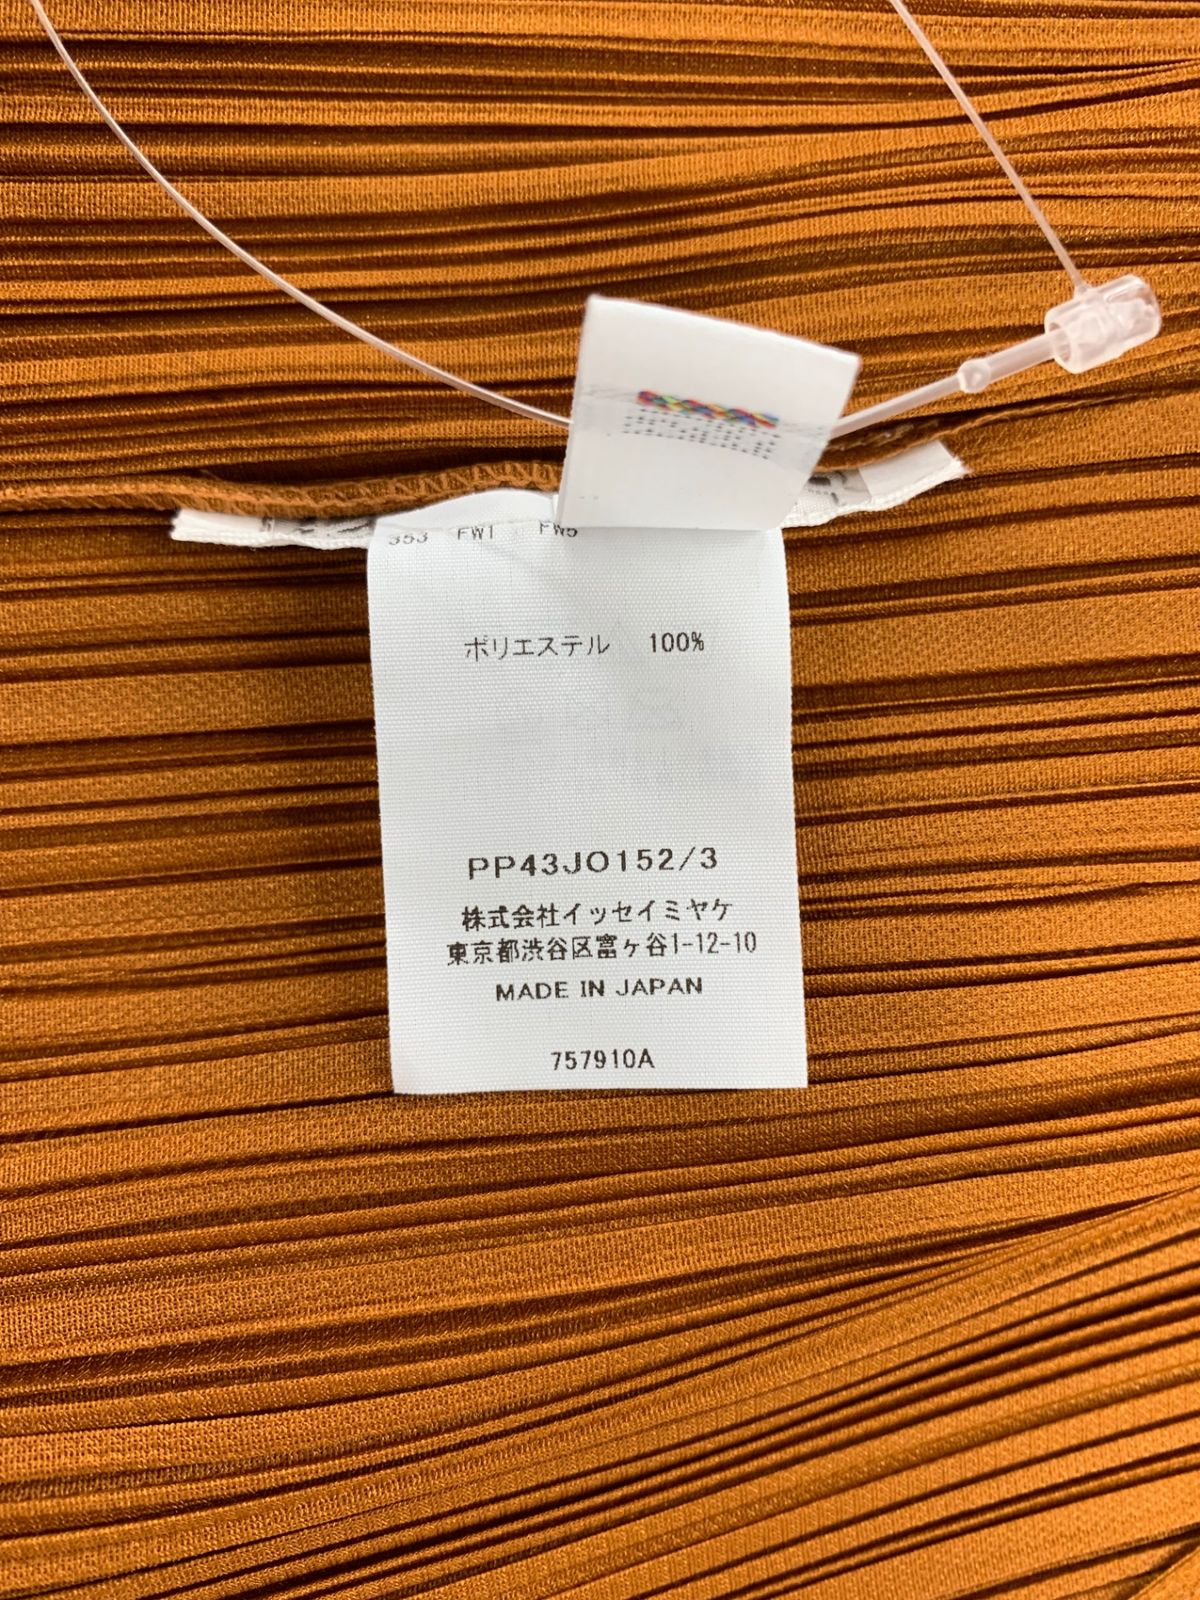 353 FW1 FW5
ポリエステル 100%
PP43JO152/3
株式会社イッセイミヤケ
東京都渋谷区富ヶ谷1-12-10
MADE IN JAPAN
757910A